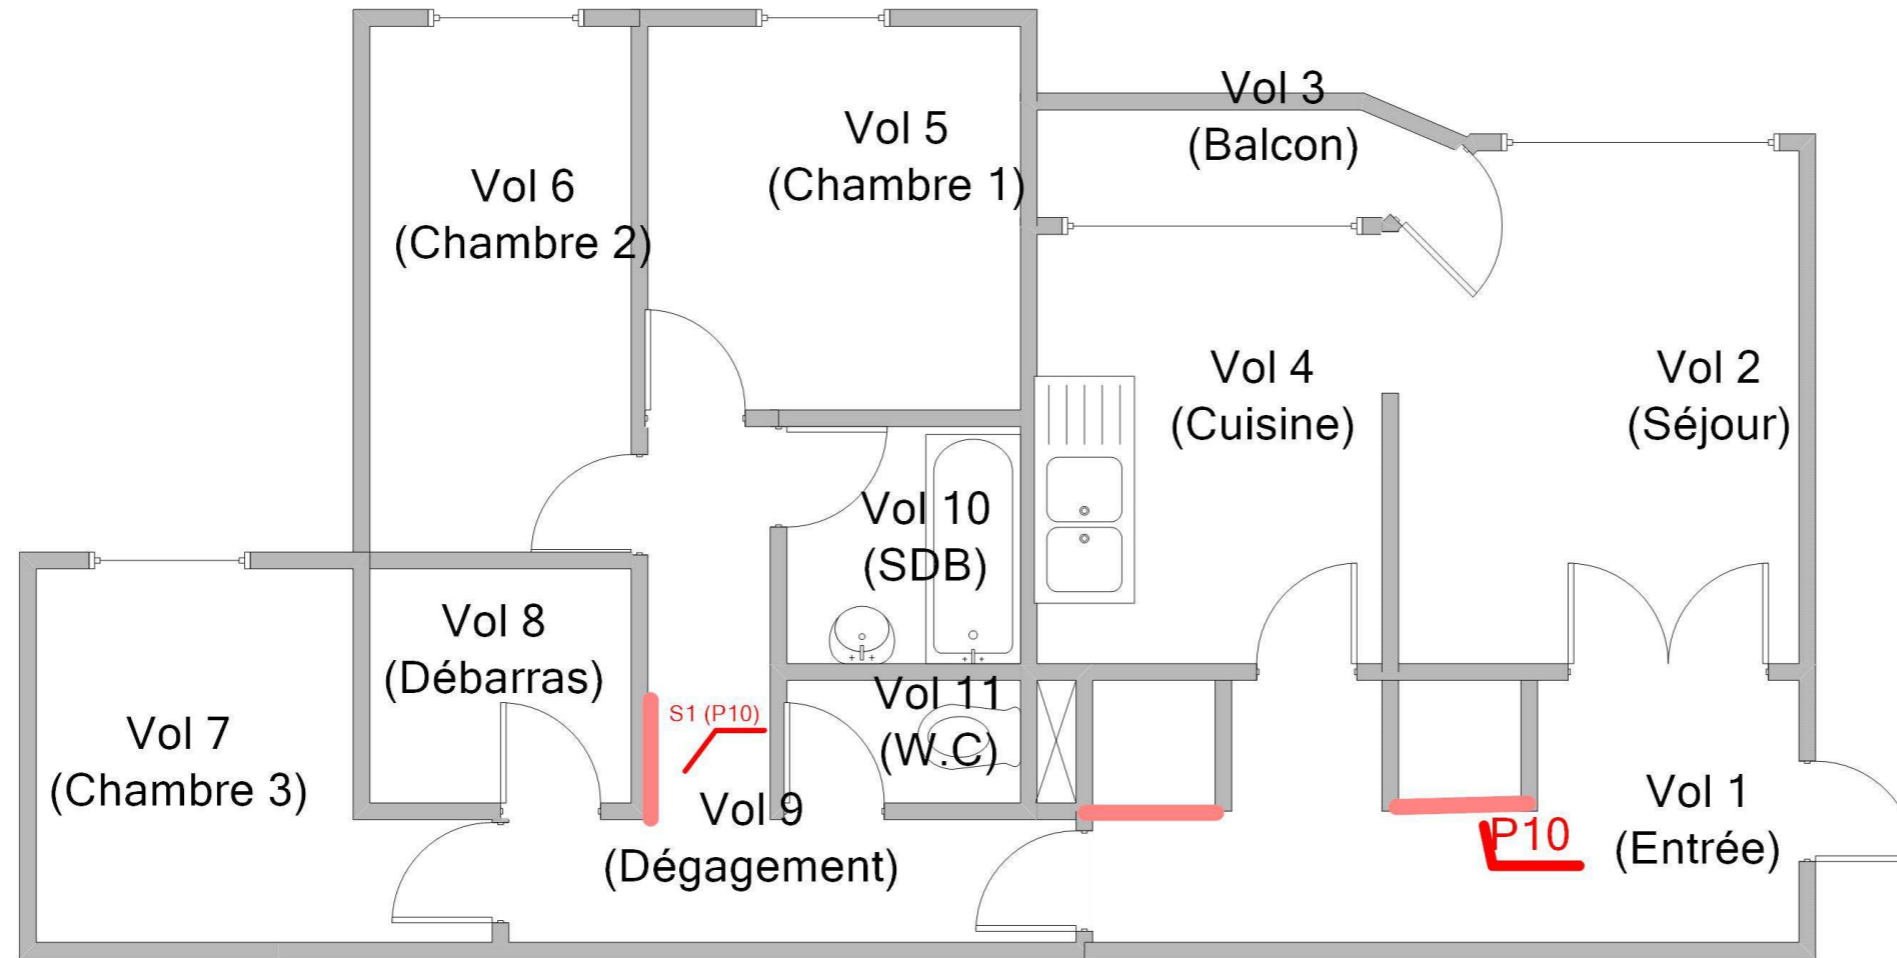 Vol 3
(Balcon)
Vol 5
(Chambre 1)
Vol 6
(Chambre 2)
Vol 4
(Cuisine)
Vol 2
(Séjour)
Vol 10
(SDB)
Vol 8
(Débarras)
Vol 11
(W.C)
S1 (P10)
Vol 7
(Chambre 3)
Vol 9
(Dégagement)
Vol 1
(Entrée)
P10